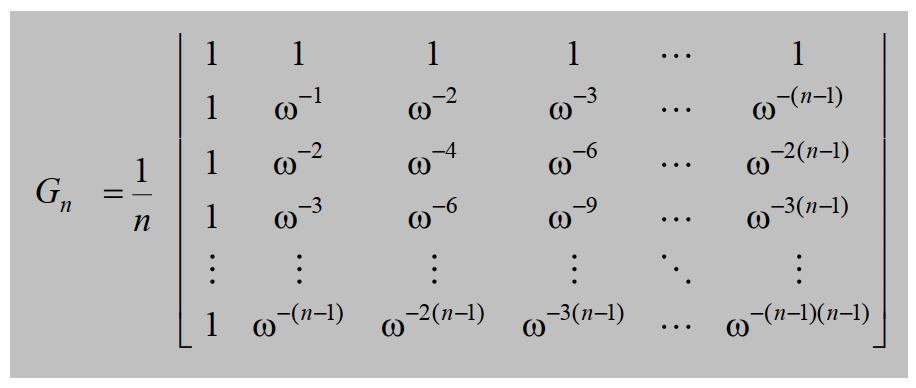 1 1 1 1 ⋯ 1
1 ω⁻¹ ω⁻² ω⁻³ ⋯ ω⁻⁽ⁿ⁻¹⁾
1 ω⁻² ω⁻⁴ ω⁻⁶ ⋯ ω⁻²⁽ⁿ⁻¹⁾
Gₙ = 1/n
1 ω⁻³ ω⁻⁶ ω⁻⁹ ⋯ ω⁻³⁽ⁿ⁻¹⁾
⋮ ⋮ ⋮ ⋮ ⋱ ⋮
1 ω⁻⁽ⁿ⁻¹⁾ ω⁻²⁽ⁿ⁻¹⁾ ω⁻³⁽ⁿ⁻¹⁾ ⋯ ω⁻⁽ⁿ⁻¹⁾⁽ⁿ⁻¹⁾